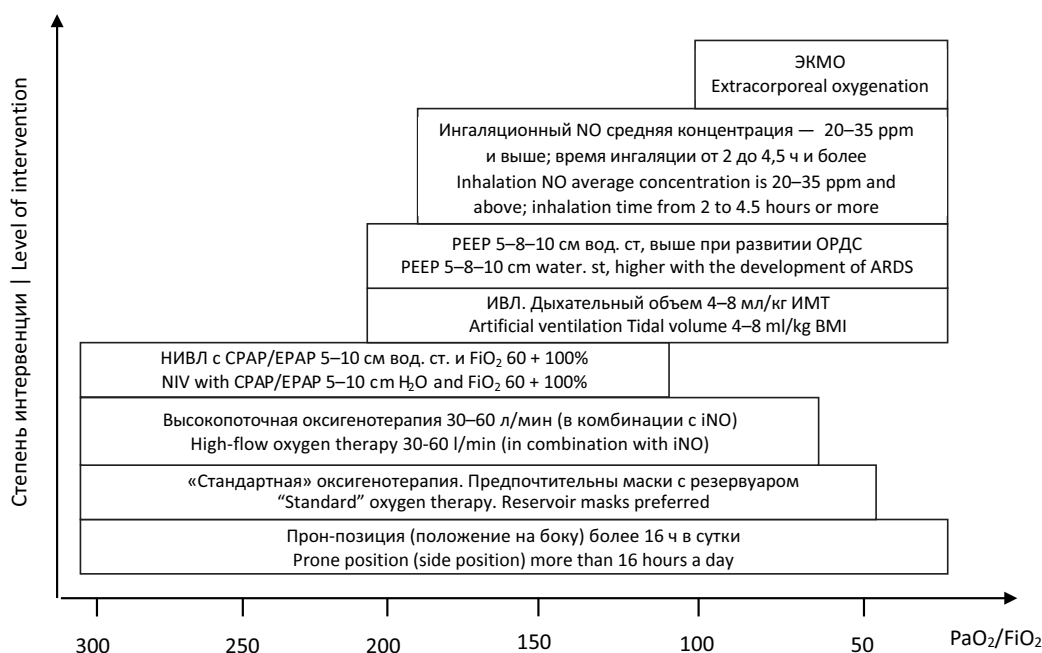 Степень интервенции | Level of intervention
ЭКМО
Extracorporeal oxygenation
Ингаляционный NO средняя концентрация — 20–35 ppm
и выше; время ингаляции от 2 до 4,5 ч и более
Inhalation NO average concentration is 20–35 ppm and
above; inhalation time from 2 to 4.5 hours or more
PEEP 5–8–10 см вод. ст, выше при развитии ОРДС
PEEP 5–8–10 cm water. st, higher with the development of ARDS
ИВЛ. Дыхательный объем 4–8 мл/кг ИМТ
Artificial ventilation Tidal volume 4–8 ml/kg BMI
НИВЛ с CPAP/EPAP 5–10 см вод. ст. и FiO₂ 60 + 100%
NIV with CPAP/EPAP 5–10 cm H₂O and FiO₂ 60 + 100%
Высокопоточная оксигенотерапия 30–60 л/мин (в комбинации с iNO)
High-flow oxygen therapy 30-60 l/min (in combination with iNO)
«Стандартная» оксигенотерапия. Предпочтительны маски с резервуаром
“Standard” oxygen therapy. Reservoir masks preferred
Прон-позиция (положение на боку) более 16 ч в сутки
Prone position (side position) more than 16 hours a day
300 250 200 150 100 50 PaO₂/FiO₂